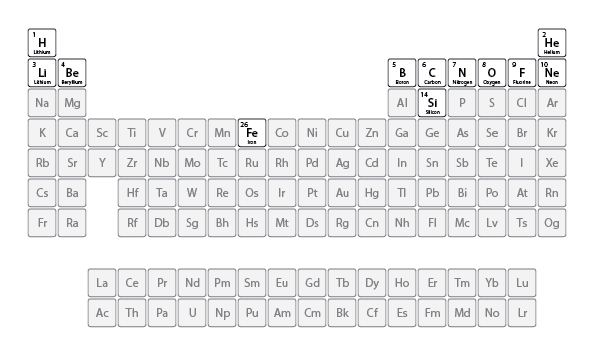 1 2
H He
Lithium Helium
3 4 5 6 7 8 9 10
Li Be B C N O F Ne
Lithium Beryllium Boron Carbon Nitrogen Oxygen Fluorine Neon
14
Na Mg Al Si P S Cl Ar
Silicon
26
K Ca Sc Ti V Cr Mn Fe Co Ni Cu Zn Ga Ge As Se Br Kr
Iron
Rb Sr Y Zr Nb Mo Tc Ru Rh Pd Ag Cd In Sn Sb Te I Xe
Cs Ba Hf Ta W Re Os Ir Pt Au Hg Tl Pb Bi Po At Rn
Fr Ra Rf Db Sg Bh Hs Mt Ds Rg Cn Nh Fl Mc Lv Ts Og
La Ce Pr Nd Pm Sm Eu Gd Tb Dy Ho Er Tm Yb Lu
Ac Th Pa U Np Pu Am Cm Bk Cf Es Fm Md No Lr